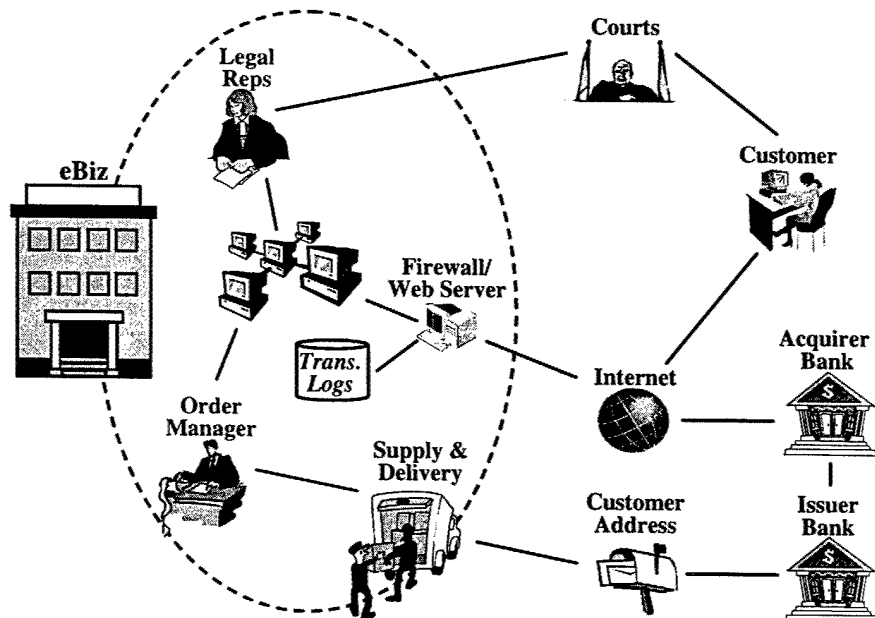 Courts
Legal
Reps
Customer
eBiz
Firewall/
Web Server
Acquirer
Bank
Trans.
Logs
Internet
Order
Manager
Supply &
Delivery
Customer
Address
Issuer
Bank
$
$